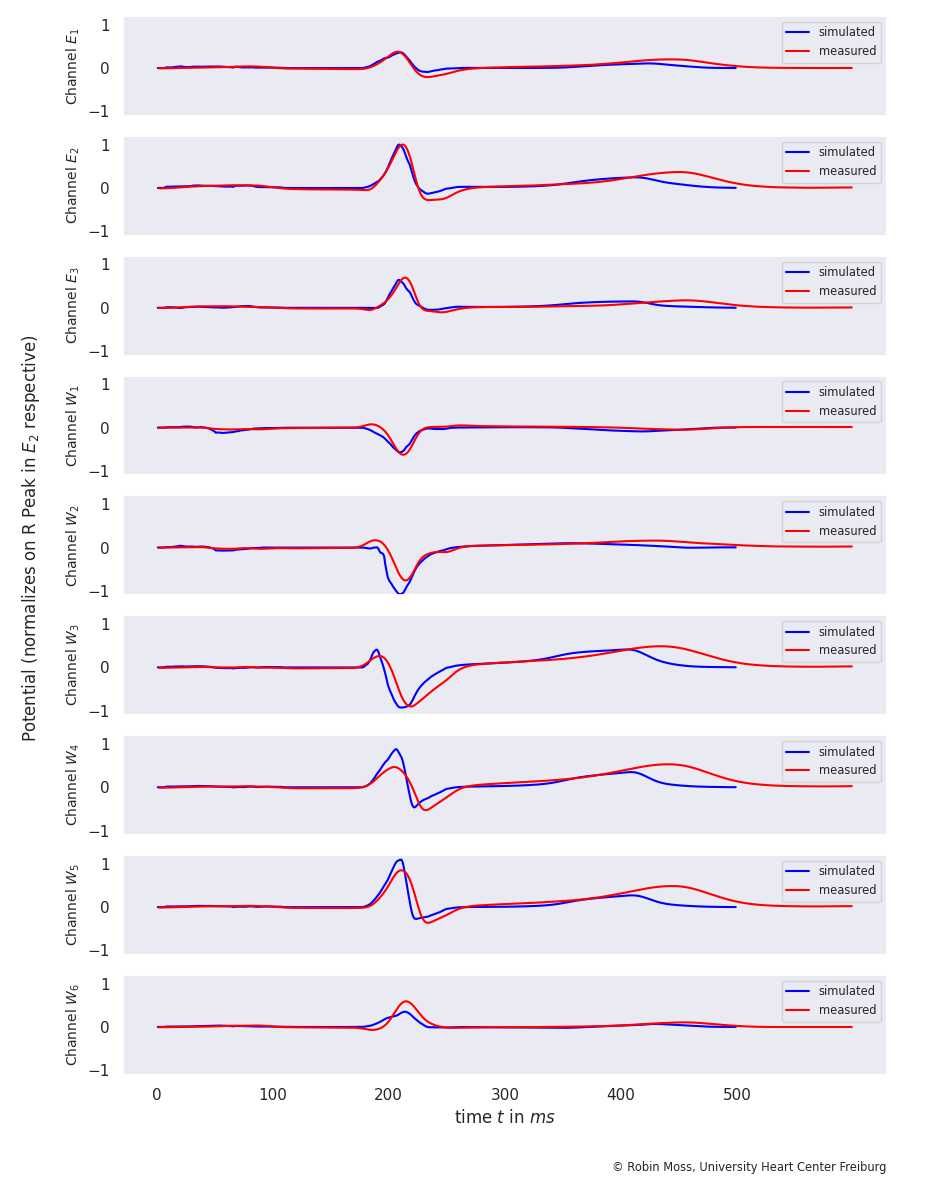 Potential (normalizes on R Peak in E₂ respective)
Channel E₁
1
0
−1
simulated
measured
Channel E₂
1
0
−1
simulated
measured
Channel E₃
1
0
−1
simulated
measured
Channel W₁
1
0
−1
simulated
measured
Channel W₂
1
0
−1
simulated
measured
Channel W₃
1
0
−1
simulated
measured
Channel W₄
1
0
−1
simulated
measured
Channel W₅
1
0
−1
simulated
measured
Channel W₆
1
0
−1
simulated
measured
0 100 200 300 400 500
time t in ms
© Robin Moss, University Heart Center Freiburg